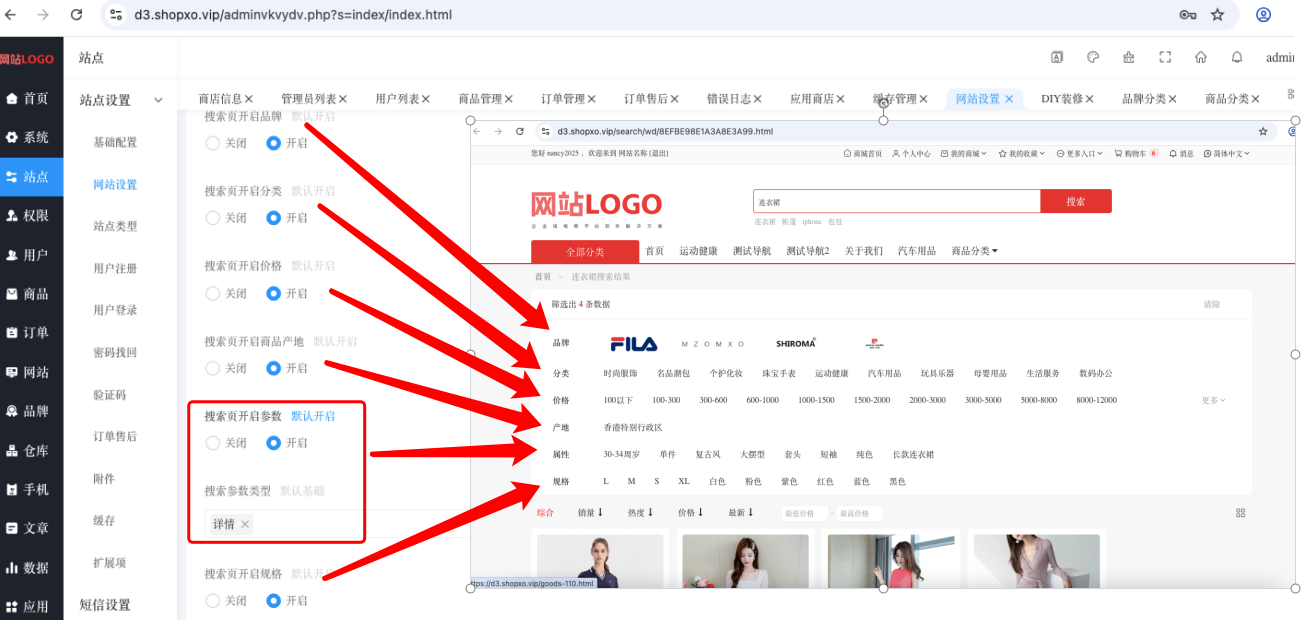 d3.shopxo.vip/adminvkvydv.php?s=index/index.html
网站LOGO
首页
系统
站点
权限
用户
商品
订单
网站
品牌
仓库
手机
文章
数据
应用
站点
站点设置
基础配置
网站设置
站点类型
用户注册
用户登录
密码找回
验证码
订单售后
附件
缓存
扩展项
短信设置
admin
商店信息 管理员列表 用户列表 商品管理 订单管理 订单售后 错误日志 应用商店 缓存管理 网站设置 DIY装修 品牌分类 商品分类
搜索页开启品牌 默认开启
关闭 开启
搜索页开启分类 默认开启
关闭 开启
搜索页开启价格 默认开启
关闭 开启
搜索页开启商品产地 默认开启
关闭 开启
搜索页开启参数 默认开启
关闭 开启
搜索参数类型 默认基础
详情
搜索页开启规格 默认开启
关闭 开启
d3.shopxo.vip/search/wd/8EFBE98E1A3A8E3A99.html
您好 nancy2025， 欢迎来到 网站名称 [退出]
商城首页 个人中心 我的商城 我的收藏 更多入口 购物车 6 消息 简体中文
网站LOGO
企业级电商平台软件解决方案
连衣裙
搜索
连衣裙 帐篷 iphone 包包
全部分类 首页 运动健康 测试导航 测试导航2 关于我们 汽车用品 商品分类
首页 连衣裙搜索结果
筛选出 4 条数据 清除
品牌 FILA MZOMXO SHIROMA
分类 时尚服饰 名品潮包 个护化妆 珠宝手表 运动健康 汽车用品 玩具乐器 母婴用品 生活服务 数码办公
价格 100以下 100-300 300-600 600-1000 1000-1500 1500-2000 2000-3000 3000-5000 5000-8000 8000-12000 更多
产地 香港特别行政区
属性 30-34周岁 单件 复古风 大摆型 套头 短袖 纯色 长款连衣裙
规格 L M S XL 白色 粉色 紫色 红色 蓝色 黑色
综合 销量 热度 价格 最新 最低价格 - 最高价格
ttps://d3.shopxo.vip/goods-110.html